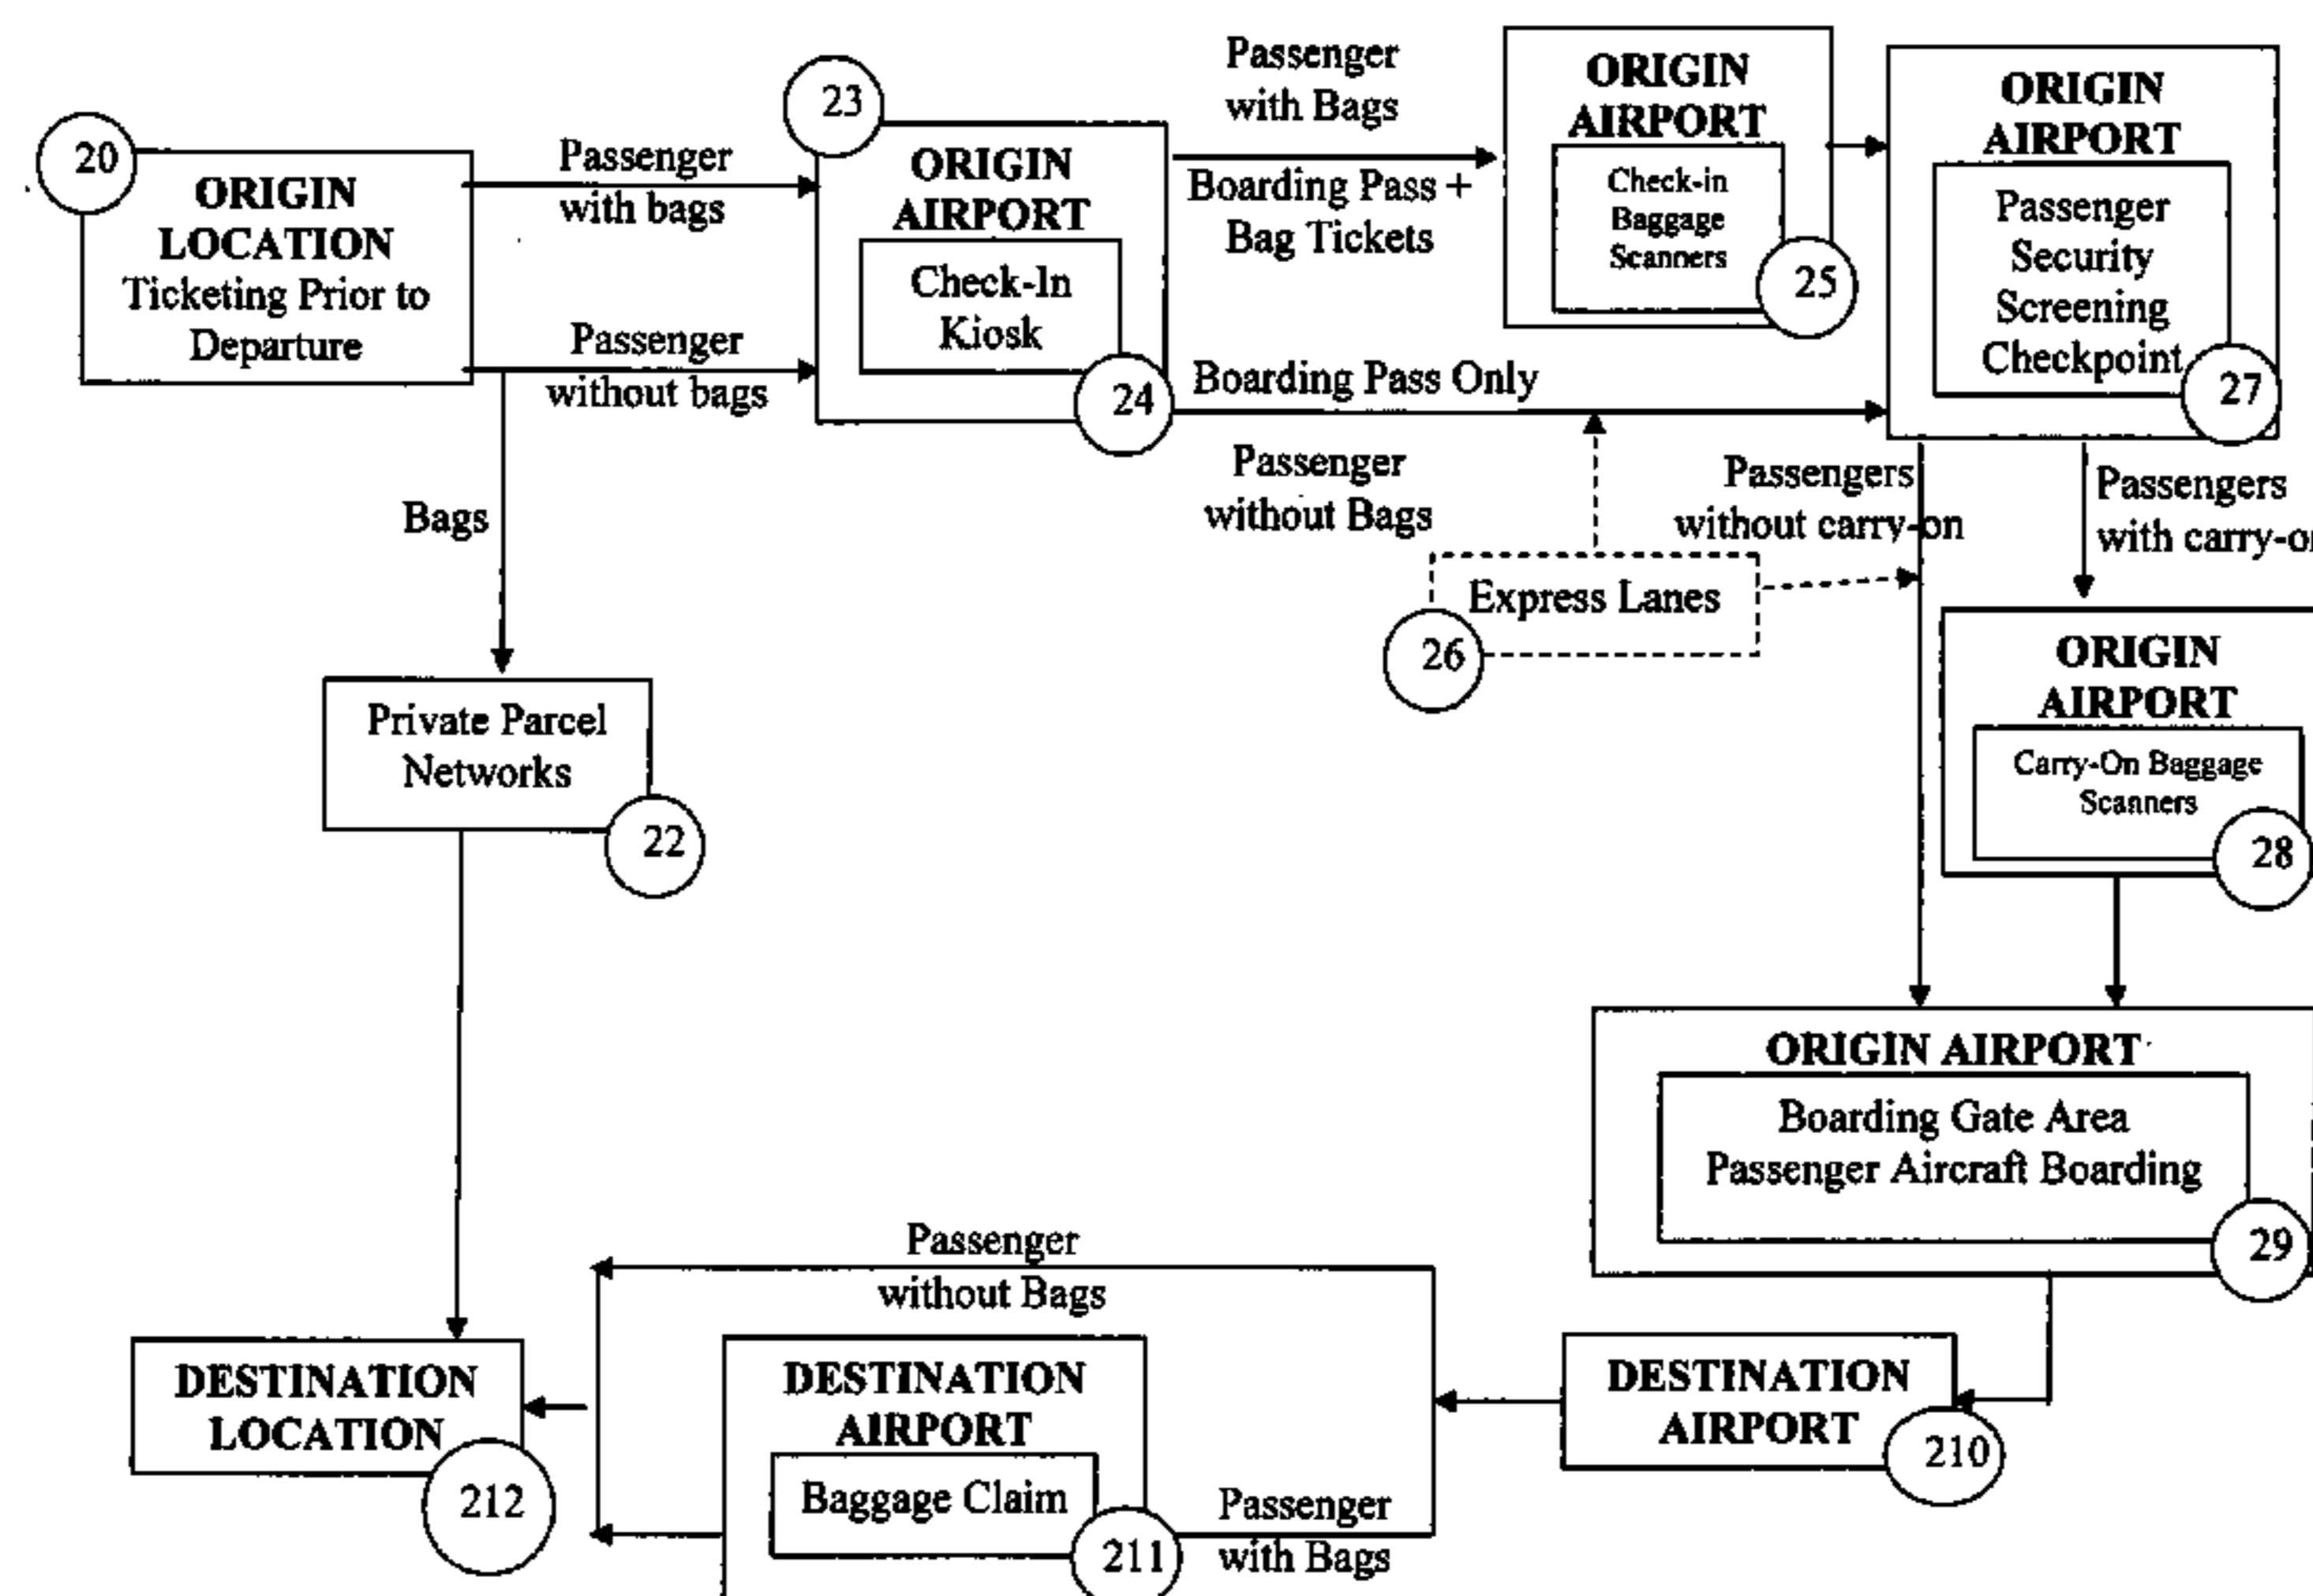 20
ORIGIN
LOCATION
Ticketing Prior to
Departure
Passenger
with bags
Passenger
without bags
Bags
23
ORIGIN
AIRPORT
Check-In
Kiosk
24
Passenger
with Bags
Boarding Pass +
Bag Tickets
Boarding Pass Only
Passenger
without Bags
ORIGIN
AIRPORT
Check-in
Baggage
Scanners
25
ORIGIN
AIRPORT
Passenger
Security
Screening
Checkpoint
27
Passengers
without carry-on
Passengers
with carry-on
Express Lanes
26
Private Parcel
Networks
22
ORIGIN
AIRPORT
Carry-On Baggage
Scanners
28
ORIGIN AIRPORT
Boarding Gate Area
Passenger Aircraft Boarding
29
Passenger
without Bags
DESTINATION
LOCATION
212
DESTINATION
AIRPORT
Baggage Claim
211
Passenger
with Bags
DESTINATION
AIRPORT
210